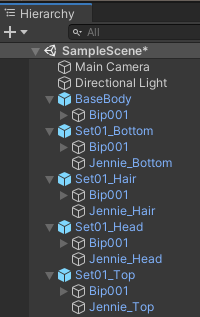 Hierarchy
All
SampleScene*
Main Camera
Directional Light
BaseBody
Bip001
Set01_Bottom
Bip001
Jennie_Bottom
Set01_Hair
Bip001
Jennie_Hair
Set01_Head
Bip001
Jennie_Head
Set01_Top
Bip001
Jennie_Top